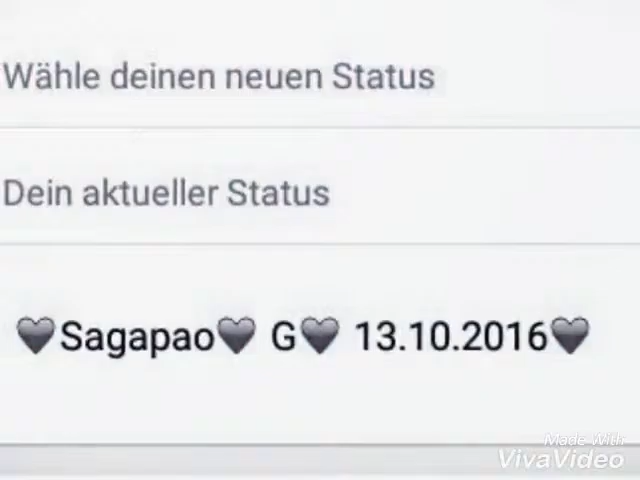 Wähle deinen neuen Status
Dein aktueller Status
🖤Sagapao🖤 G🖤 13.10.2016🖤
Made With
VivaVideo